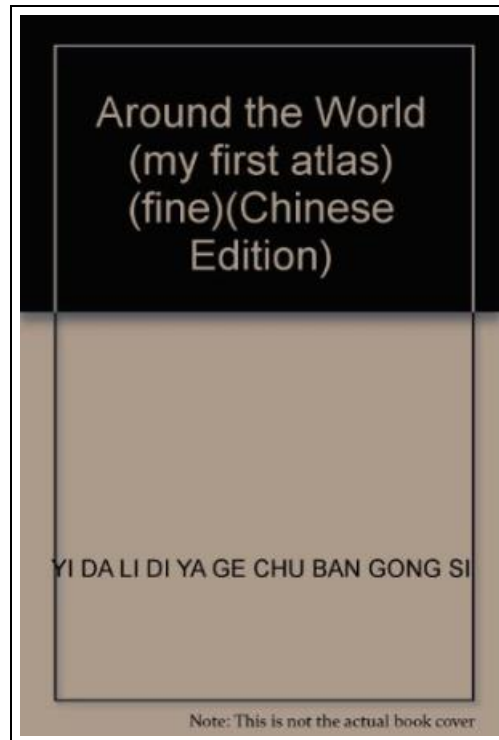 Around the World
(my first atlas)
(fine)(Chinese
Edition)
YI DA LI DI YA GE CHU BAN GONG SI
Note: This is not the actual book cover